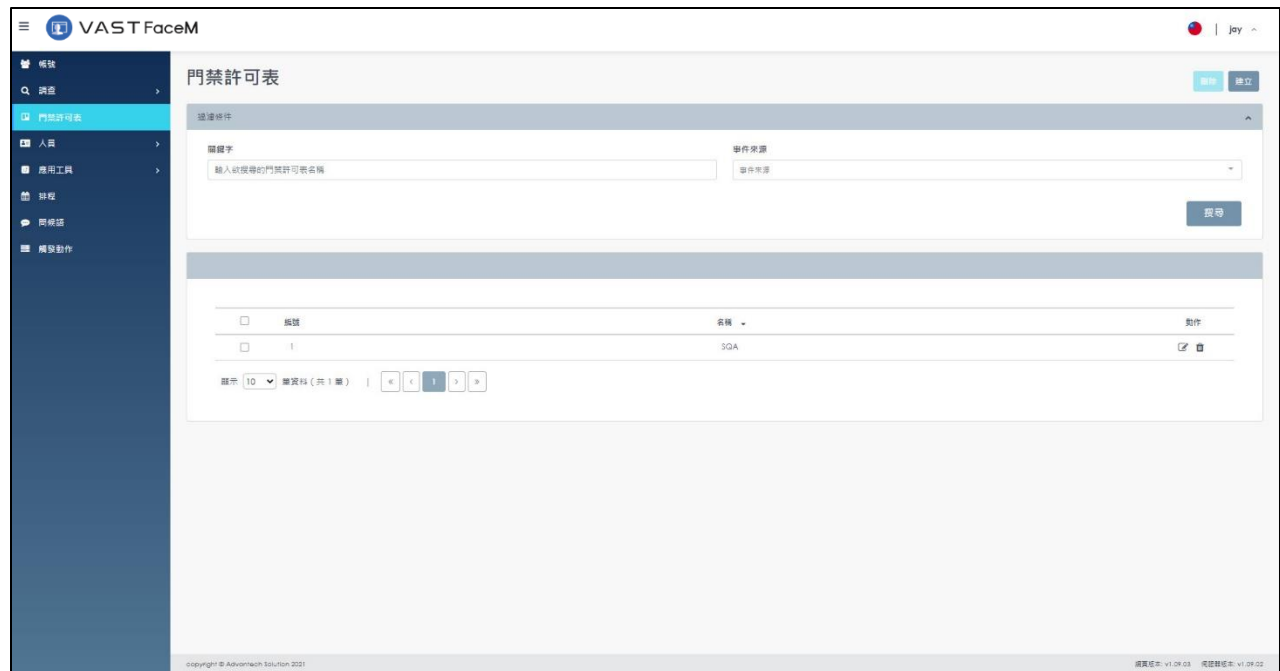 VAST FaceM
jay
帳號
調查
門禁許可表
人員
應用工具
排程
問候語
觸發動作
門禁許可表
刪除 建立
過濾條件
關鍵字 事件來源
輸入欲搜尋的門禁許可表名稱 事件來源
搜尋
編號 名稱 動作
1 SQA
顯示 10 筆資料 ( 共 1 筆 ) | « ‹ 1 › »
copyright © Advantech Solution 2021
網頁版本: v1.09.03 伺服器版本: v1.09.02